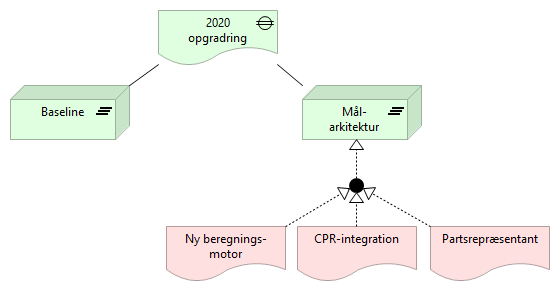 2020
opgradring
Baseline
Mål-
arkitektur
Ny beregnings-
motor
CPR-integration
Partsrepræsentant